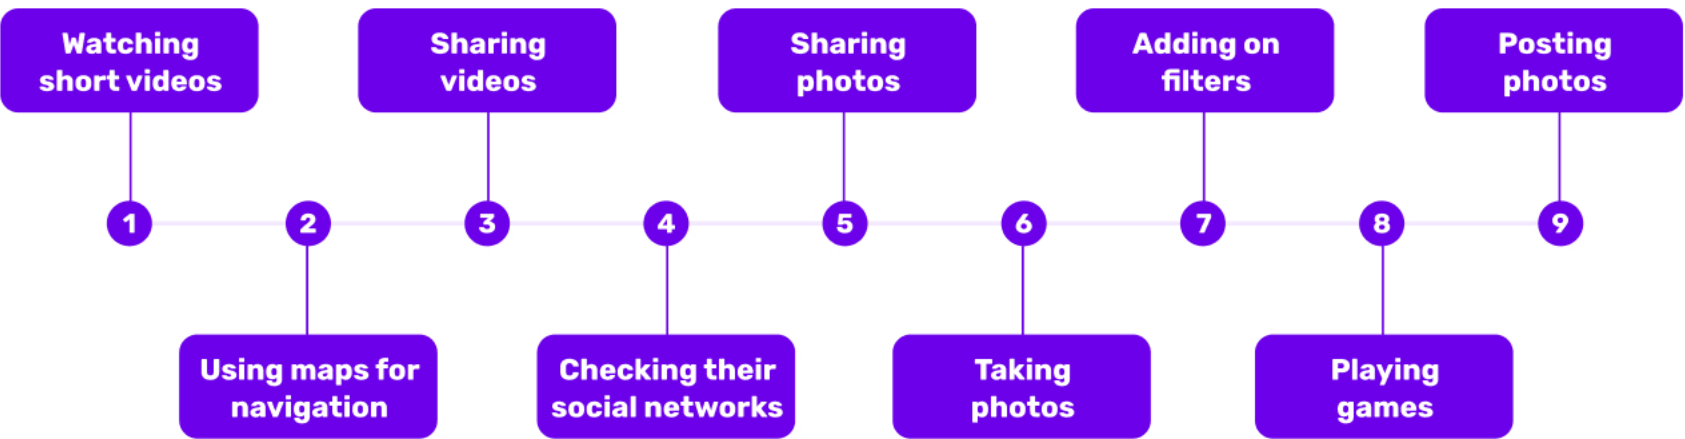 Watching
short videos
Sharing
videos
Sharing
photos
Adding on
filters
Posting
photos
1
2
3
4
5
6
7
8
9
Using maps for
navigation
Checking their
social networks
Taking
photos
Playing
games